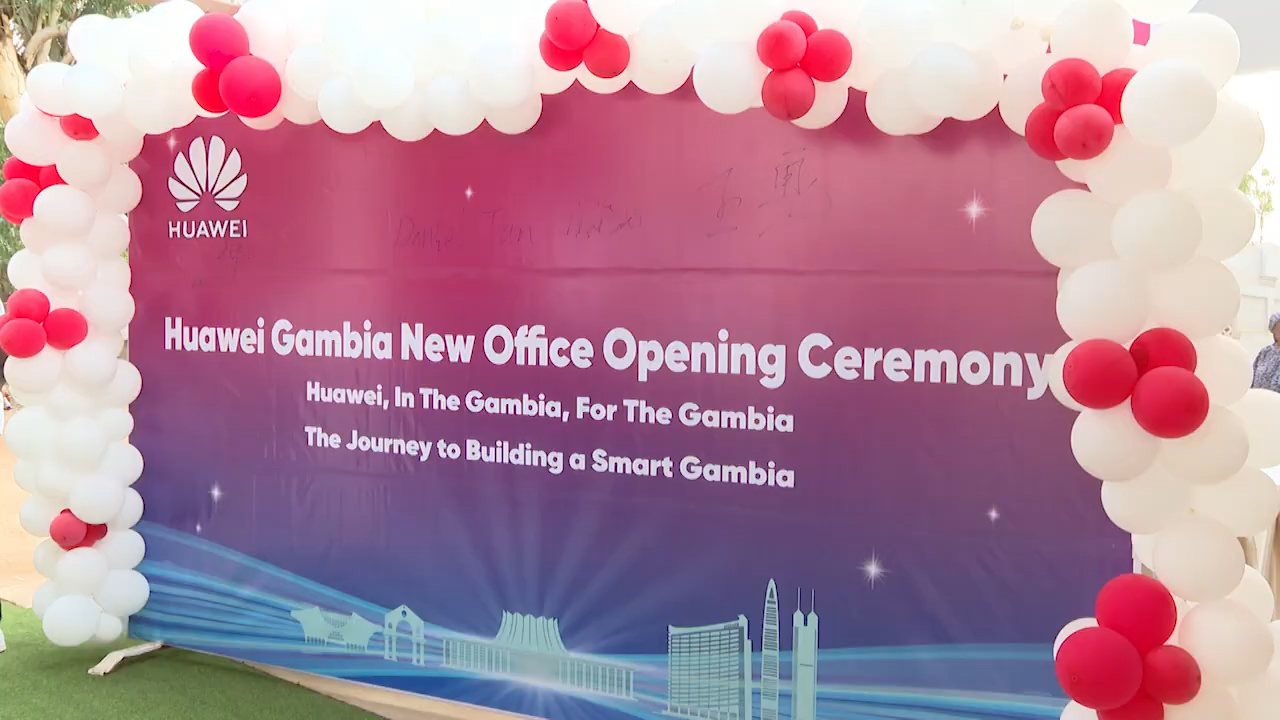 HUAWEI
Huawei Gambia New Office Opening Ceremony
Huawei, In The Gambia, For The Gambia
The Journey to Building a Smart Gambia